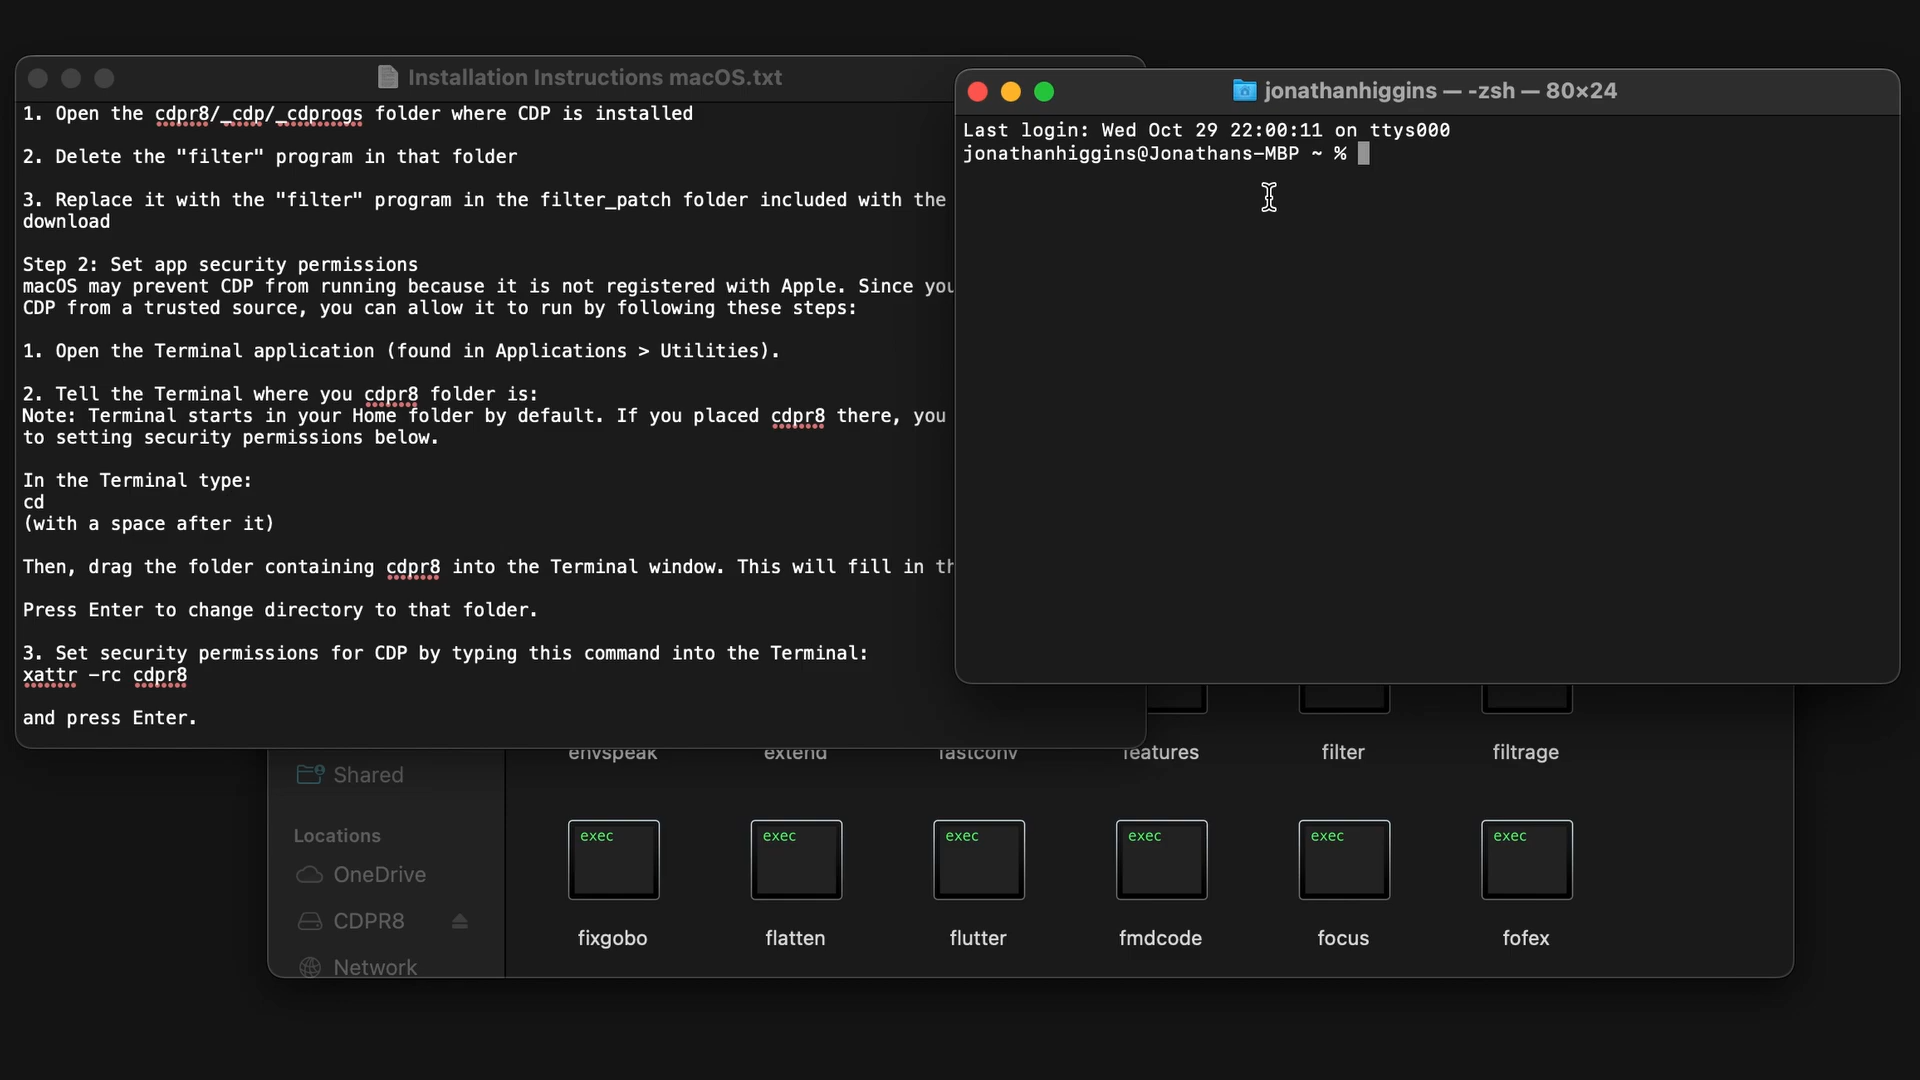 Installation Instructions macOS.txt
1. Open the cdpr8/_cdp/_cdprogs folder where CDP is installed
2. Delete the "filter" program in that folder
3. Replace it with the "filter" program in the filter_patch folder included with the
download
Step 2: Set app security permissions
macOS may prevent CDP from running because it is not registered with Apple. Since you
CDP from a trusted source, you can allow it to run by following these steps:
1. Open the Terminal application (found in Applications > Utilities).
2. Tell the Terminal where you cdpr8 folder is:
Note: Terminal starts in your Home folder by default. If you placed cdpr8 there, you
to setting security permissions below.
In the Terminal type:
cd
(with a space after it)
Then, drag the folder containing cdpr8 into the Terminal window. This will fill in
Press Enter to change directory to that folder.
3. Set security permissions for CDP by typing this command into the Terminal:
xattr -rc cdpr8
and press Enter.
jonathanhiggins — -zsh — 80×24
Last login: Wed Oct 29 22:00:11 on ttys000
jonathanhiggins@Jonathans-MBP ~ %
envspeak extend fastconv features filter filtrage
Shared
Locations
OneDrive
CDPR8
Network
exec exec exec exec exec exec
fixgobo flatten flutter fmdcode focus fofex